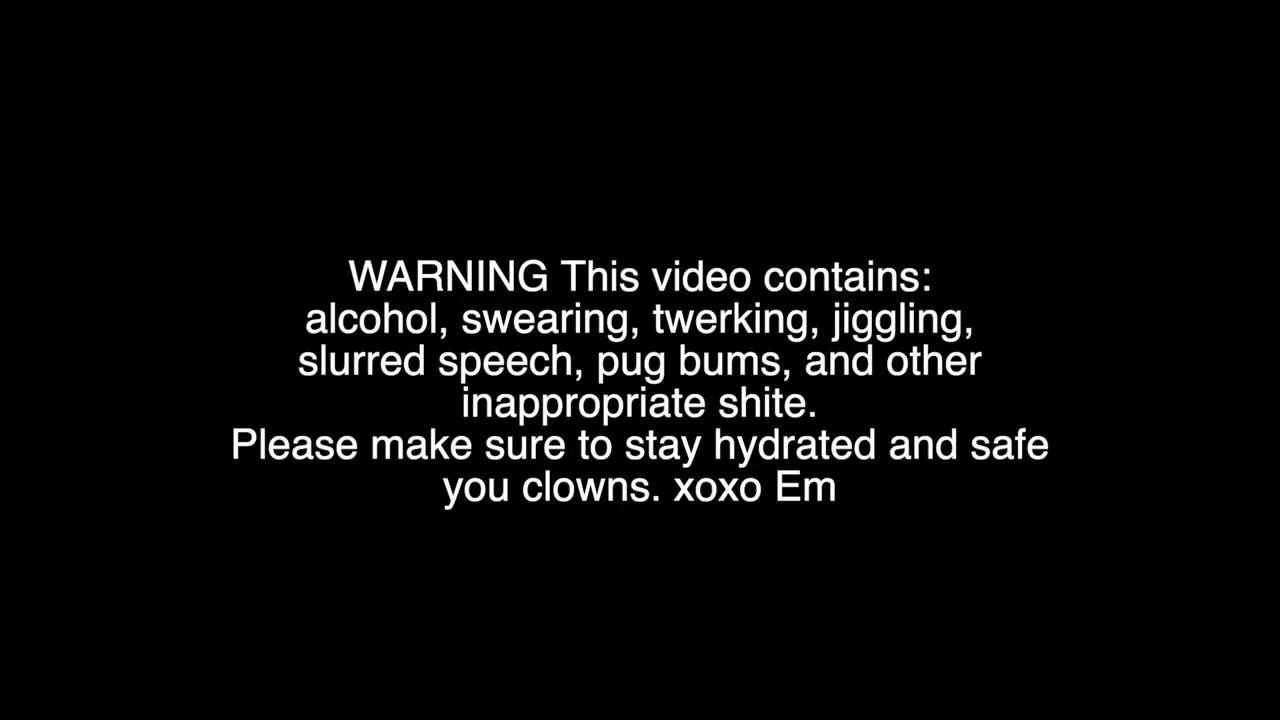 WARNING This video contains:
alcohol, swearing, twerking, jiggling,
slurred speech, pug bums, and other
inappropriate shite.
Please make sure to stay hydrated and safe
you clowns. xoxo Em